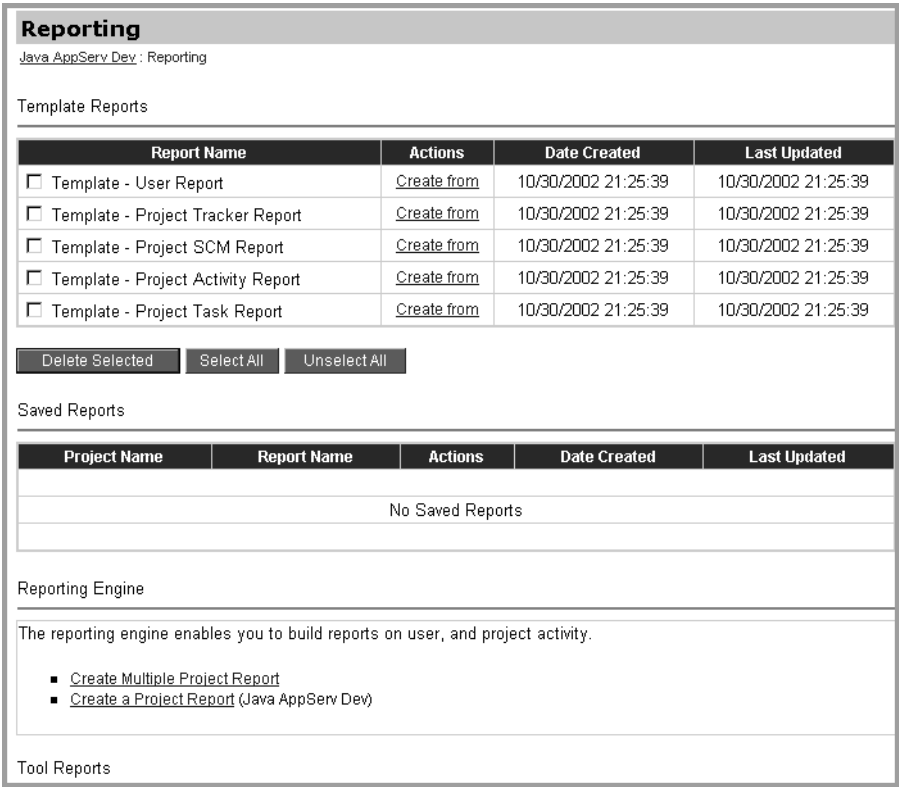 Reporting
Java AppServ Dev : Reporting
Template Reports
Report Name Actions Date Created Last Updated
Template - User Report Create from 10/30/2002 21:25:39 10/30/2002 21:25:39
Template - Project Tracker Report Create from 10/30/2002 21:25:39 10/30/2002 21:25:39
Template - Project SCM Report Create from 10/30/2002 21:25:39 10/30/2002 21:25:39
Template - Project Activity Report Create from 10/30/2002 21:25:39 10/30/2002 21:25:39
Template - Project Task Report Create from 10/30/2002 21:25:39 10/30/2002 21:25:39
Delete Selected Select All Unselect All
Saved Reports
Project Name Report Name Actions Date Created Last Updated
No Saved Reports
Reporting Engine
The reporting engine enables you to build reports on user, and project activity.
Create Multiple Project Report
Create a Project Report (Java AppServ Dev)
Tool Reports